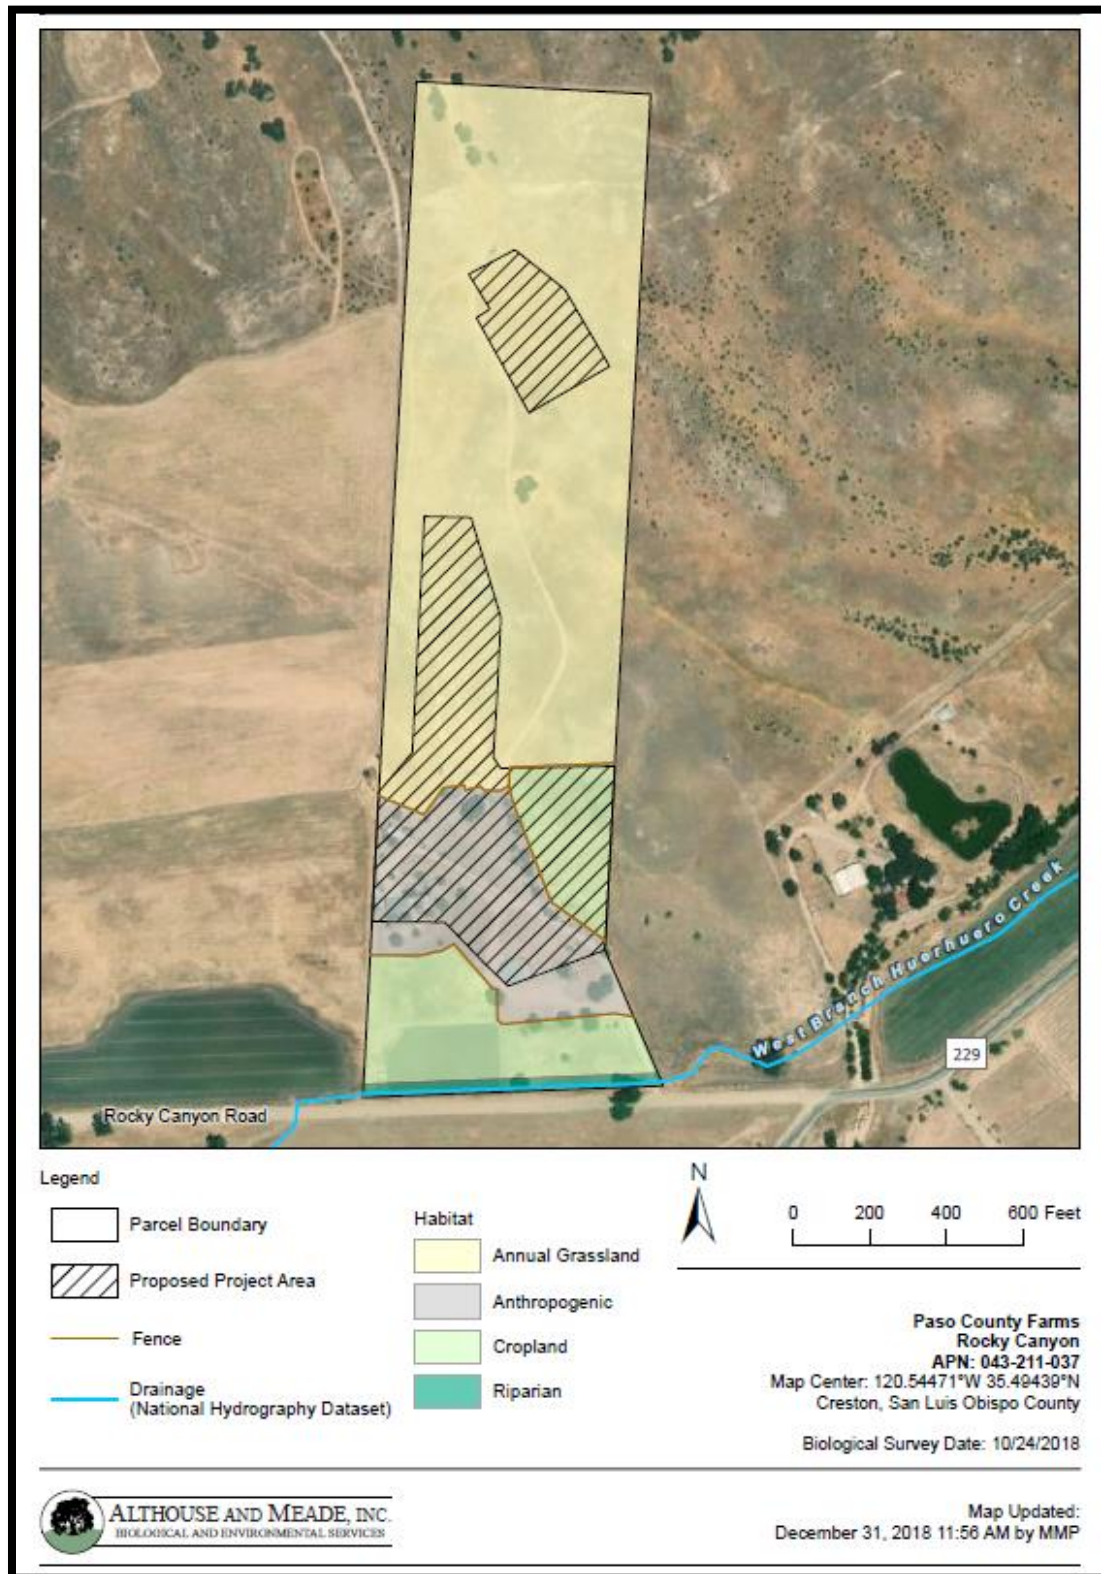 West Branch Huerhuero Creek
229
Rocky Canyon Road
Legend
Parcel Boundary
Proposed Project Area
Fence
Drainage
(National Hydrography Dataset)
Habitat
Annual Grassland
Anthropogenic
Cropland
Riparian
N
0 200 400 600 Feet
Paso County Farms
Rocky Canyon
APN: 043-211-037
Map Center: 120.54471°W 35.49439°N
Creston, San Luis Obispo County
Biological Survey Date: 10/24/2018
ALTHOUSE AND MEADE, INC.
BIOLOGICAL AND ENVIRONMENTAL SERVICES
Map Updated:
December 31, 2018 11:56 AM by MMP